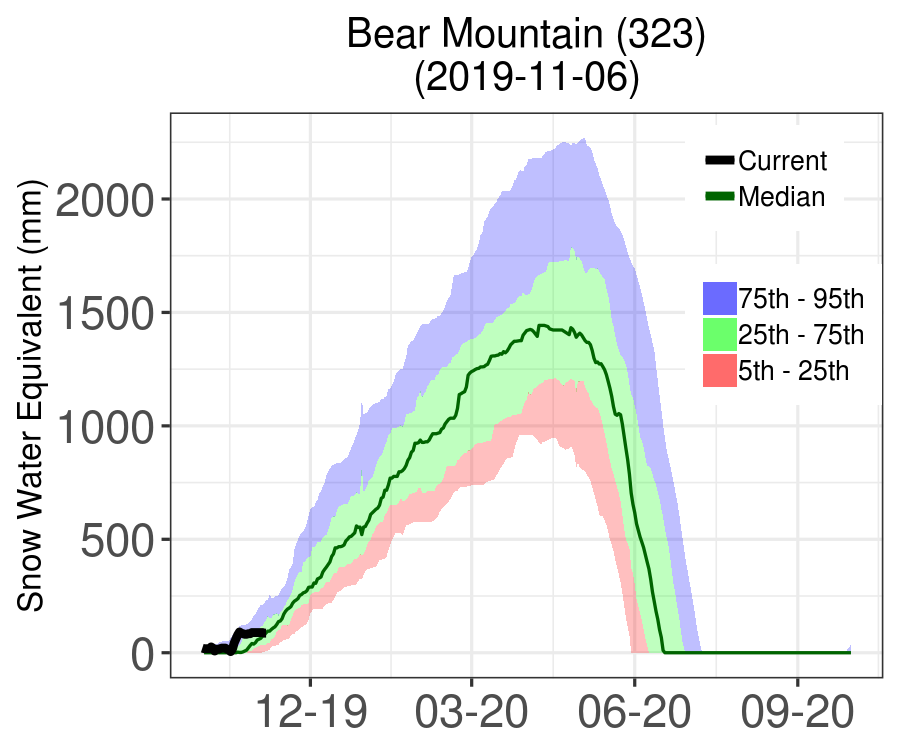 Bear Mountain (323)
(2019-11-06)
Snow Water Equivalent (mm)
2000
1500
1000
500
0
12-19
03-20
06-20
09-20
Current
Median
75th - 95th
25th - 75th
5th - 25th